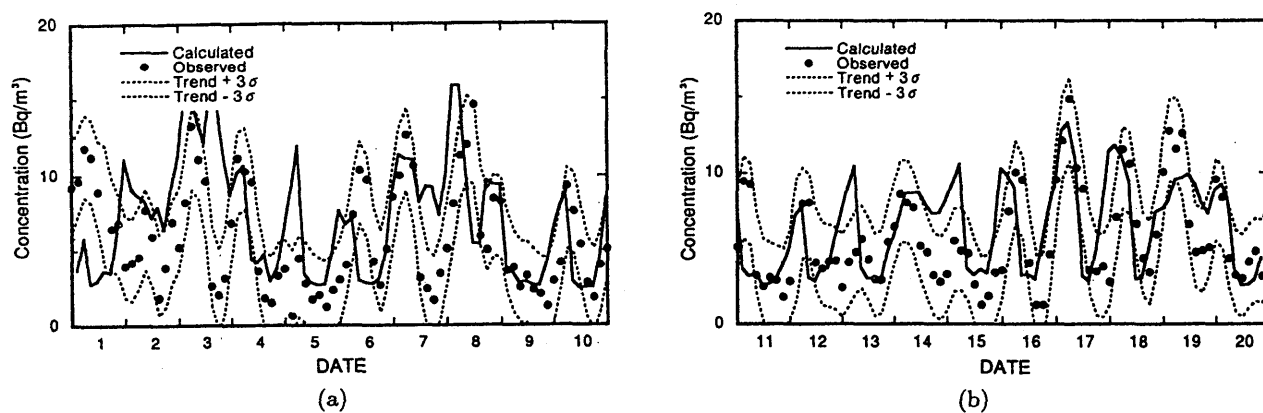 20
10
0
Concentration (Bq/m³)
Calculated
Observed
Trend + 3σ
Trend - 3σ
1 2 3 4 5 6 7 8 9 10
DATE
(a)
20
10
0
Concentration (Bq/m³)
Calculated
Observed
Trend + 3σ
Trend - 3σ
11 12 13 14 15 16 17 18 19 20
DATE
(b)